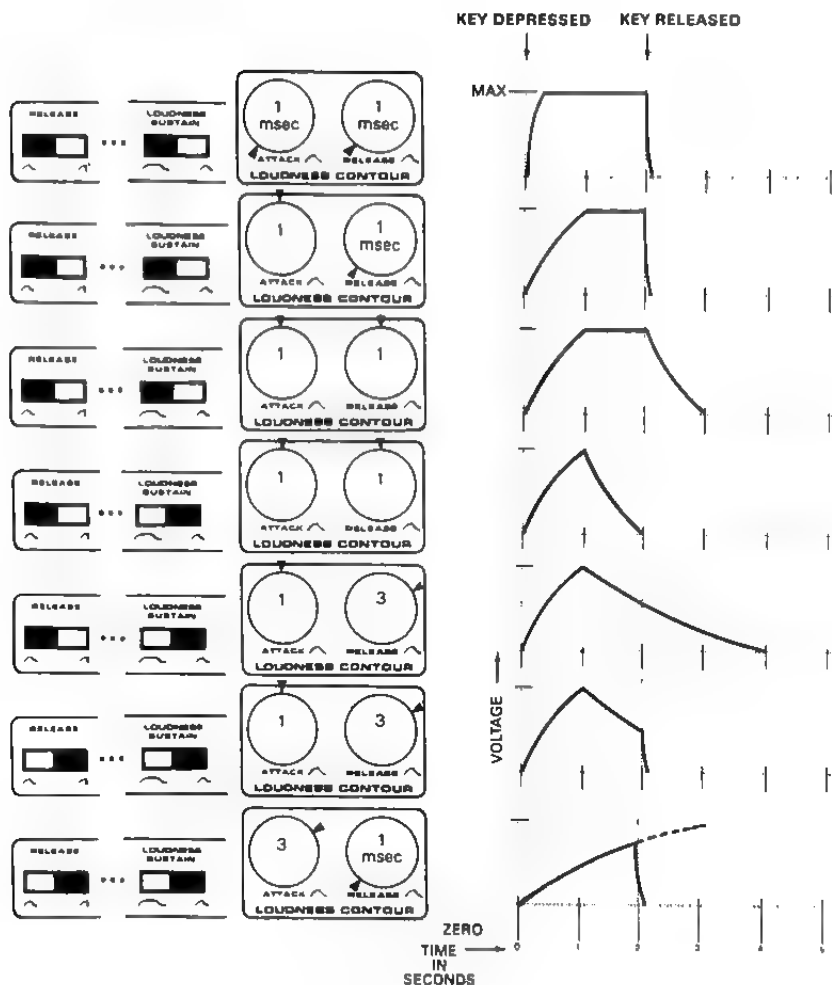 KEY DEPRESSED KEY RELEASED
MAX
RELEASE LOUDNESS SUSTAIN
1 msec 1 msec
ATTACK RELEASE
LOUDNESS CONTOUR
RELEASE LOUDNESS SUSTAIN
1 1 msec
ATTACK RELEASE
LOUDNESS CONTOUR
RELEASE LOUDNESS SUSTAIN
1 1
ATTACK RELEASE
LOUDNESS CONTOUR
RELEASE LOUDNESS SUSTAIN
1 1
ATTACK RELEASE
LOUDNESS CONTOUR
RELEASE LOUDNESS SUSTAIN
1 3
ATTACK RELEASE
LOUDNESS CONTOUR
RELEASE LOUDNESS SUSTAIN
1 3
ATTACK RELEASE
LOUDNESS CONTOUR
VOLTAGE
RELEASE LOUDNESS SUSTAIN
3 1 msec
ATTACK RELEASE
LOUDNESS CONTOUR
ZERO
TIME IN SECONDS
0 1 2 3 4 5